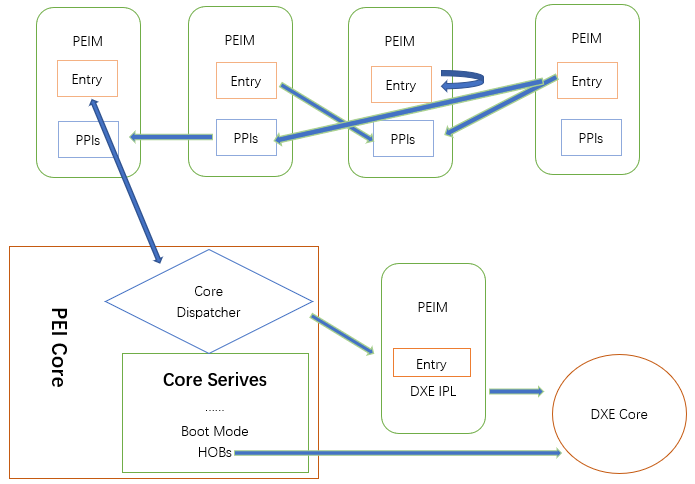 PEIM
Entry
PPIs
PEIM
Entry
PPIs
PEIM
Entry
PPIs
PEIM
Entry
PPIs
PEI Core
Core
Dispatcher
Core Serives
......
Boot Mode
HOBs
PEIM
Entry
DXE IPL
DXE Core